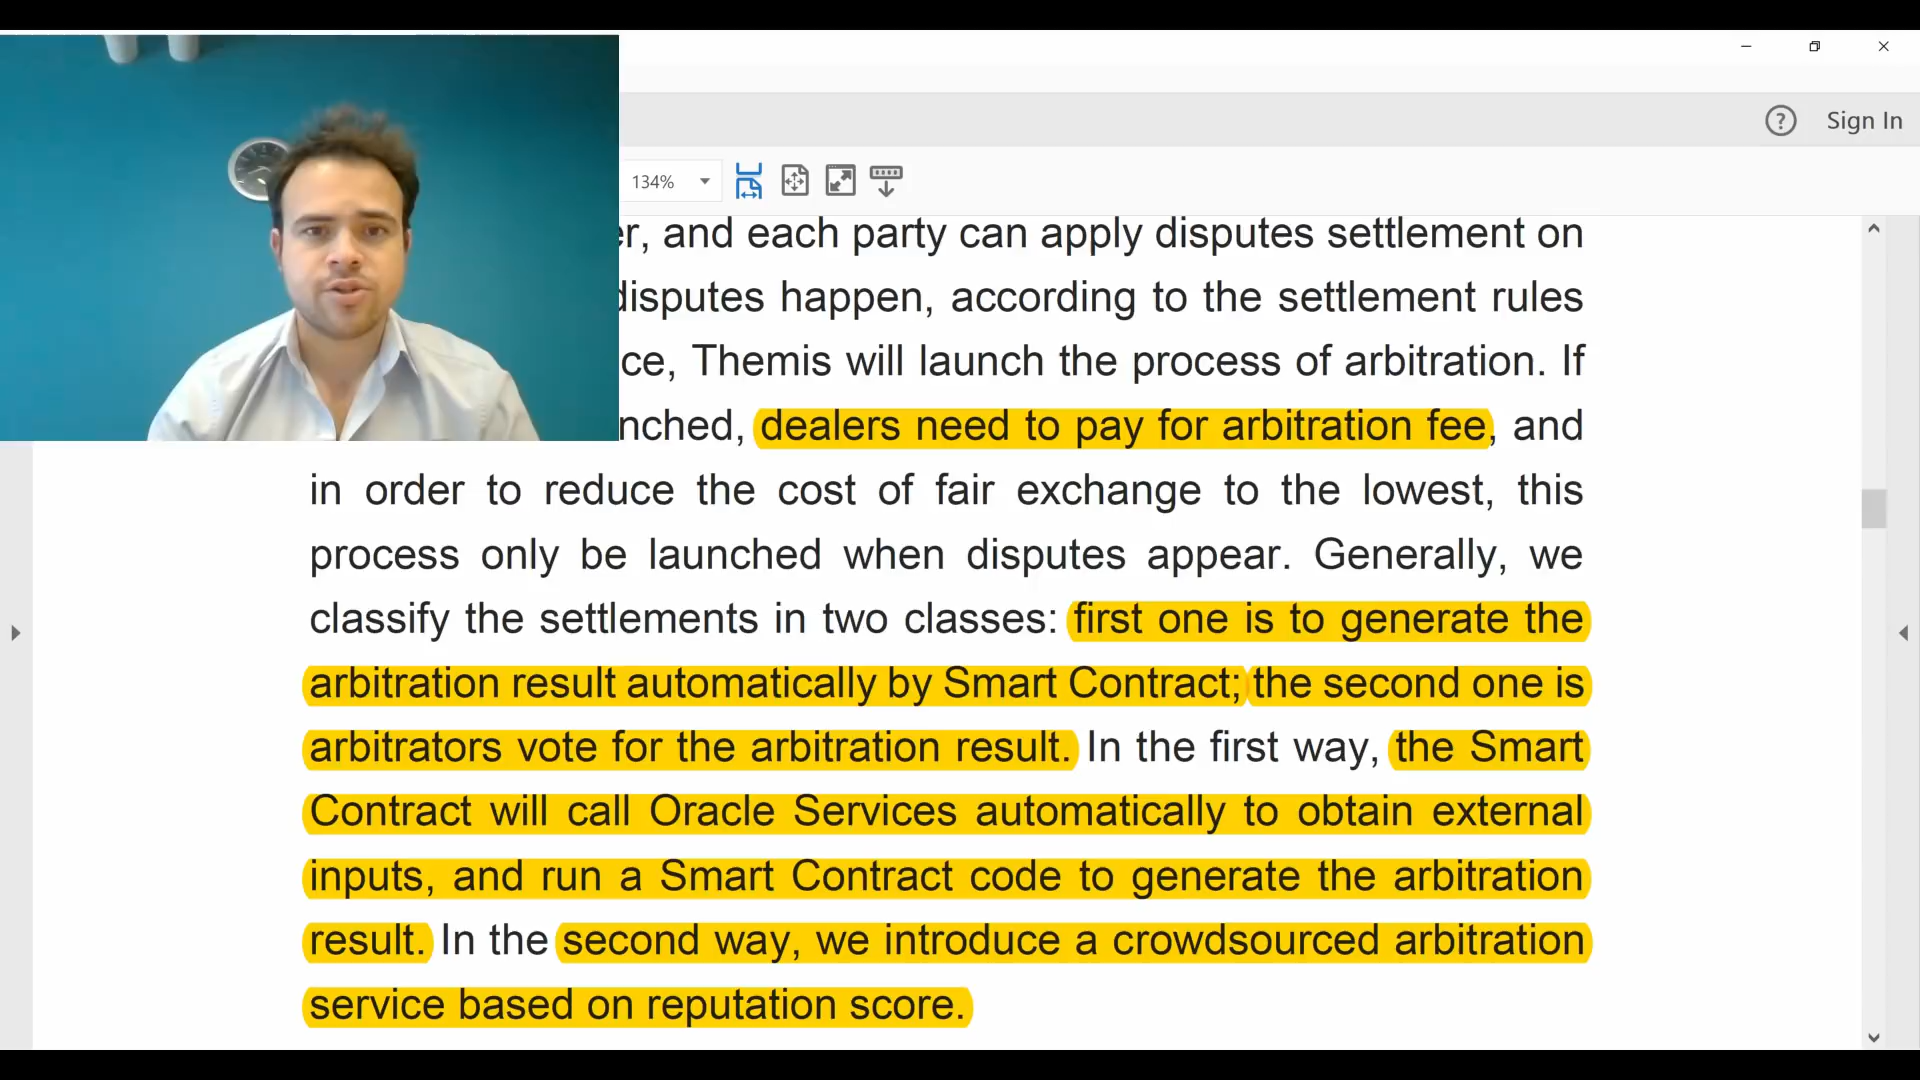 Sign In
134%
er, and each party can apply disputes settlement on
disputes happen, according to the settlement rules
ce, Themis will launch the process of arbitration. If
nched, dealers need to pay for arbitration fee, and
in order to reduce the cost of fair exchange to the lowest, this
process only be launched when disputes appear. Generally, we
classify the settlements in two classes: first one is to generate the
arbitration result automatically by Smart Contract; the second one is
arbitrators vote for the arbitration result. In the first way, the Smart
Contract will call Oracle Services automatically to obtain external
inputs, and run a Smart Contract code to generate the arbitration
result. In the second way, we introduce a crowdsourced arbitration
service based on reputation score.